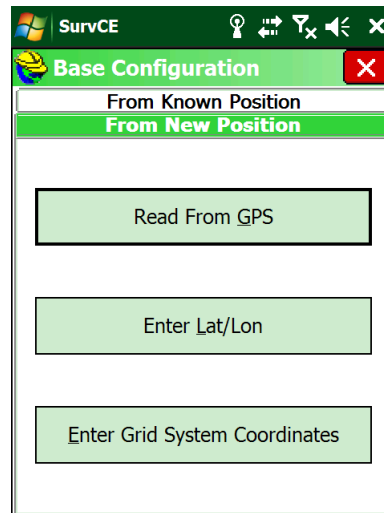 SurvCE
Base Configuration
From Known Position
From New Position
Read From GPS
Enter Lat/Lon
Enter Grid System Coordinates